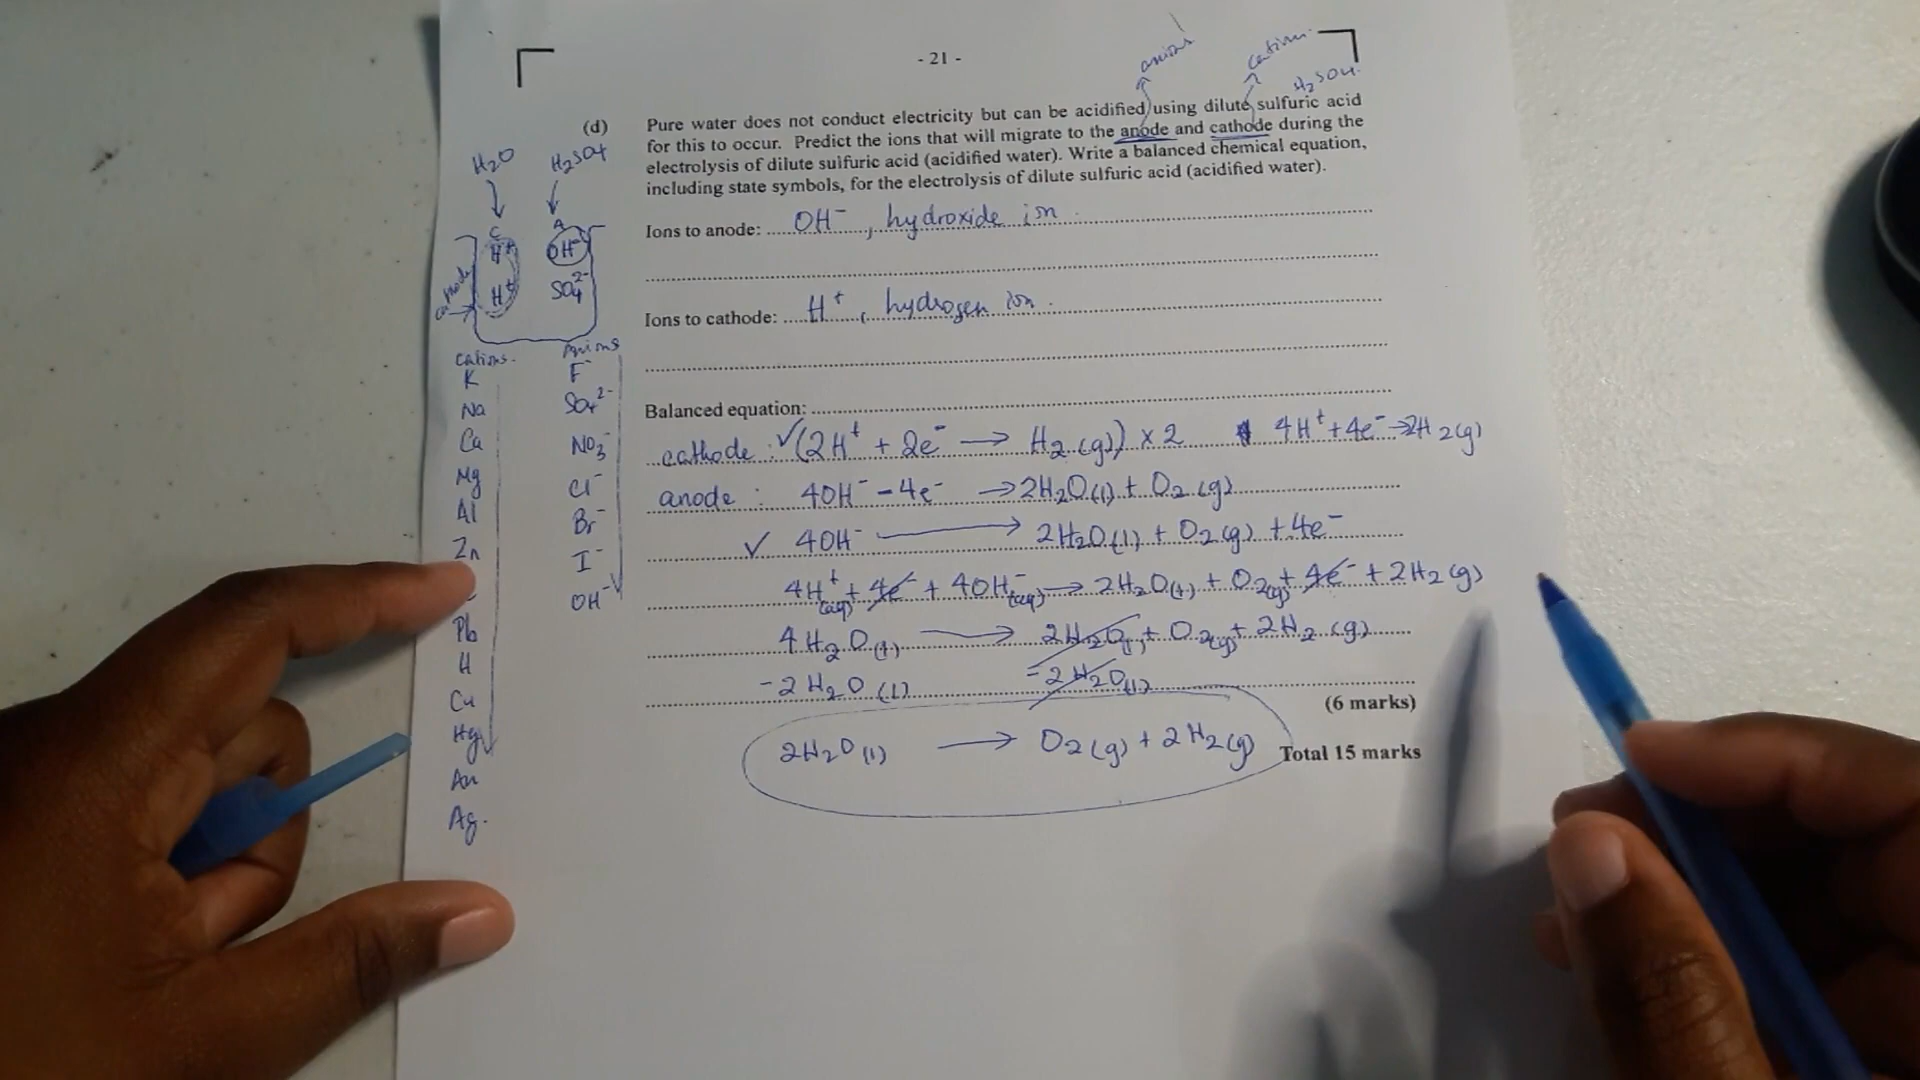 - 21 -
anions
cation
H2SO4
(d) Pure water does not conduct electricity but can be acidified using dilute sulfuric acid
for this to occur. Predict the ions that will migrate to the anode and cathode during the
electrolysis of dilute sulfuric acid (acidified water). Write a balanced chemical equation,
including state symbols, for the electrolysis of dilute sulfuric acid (acidified water).
H2O H2SO4
C A
H+ OH-
H+ SO4 2-
Ions to anode: OH-, hydroxide ion
Ions to cathode: H+, hydrogen ion.
Cations. Anions
K F-
Na SO4 2-
Ca NO3-
Mg Cl-
Al Br-
Zn I-
OH-
Pb
H
Cu
Hg
Au
Ag.
Balanced equation:
cathode: ✓(2H+ + 2e- → H2(g)) × 2 4H+ + 4e- → 2H2(g)
anode: 4OH- - 4e- → 2H2O(l) + O2(g)
✓ 4OH- → 2H2O(l) + O2(g) + 4e-
4H+(aq) + 4e- + 4OH-(aq) → 2H2O(l) + O2(g) + 4e- + 2H2(g)
4H2O(l) → 2H2O(l) + O2(g) + 2H2(g)
-2H2O(l) -2H2O(l)
(6 marks)
2H2O(l) → O2(g) + 2H2(g)
Total 15 marks